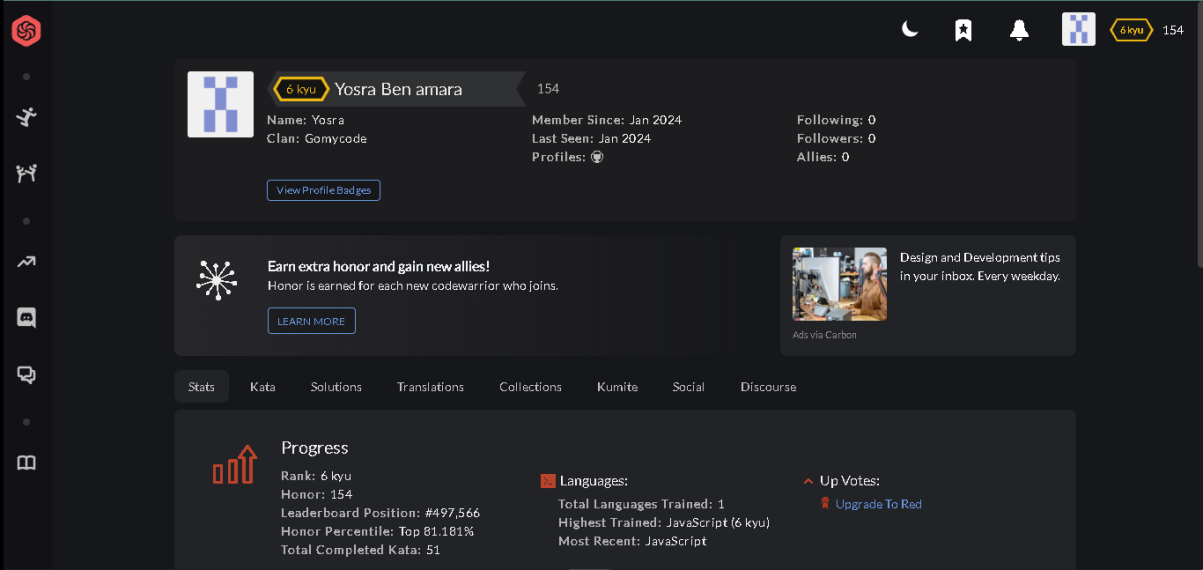 6 kyu
154
6 kyu
Yosra Ben amara
154
Name: Yosra
Clan: Gomycode
Member Since: Jan 2024
Last Seen: Jan 2024
Profiles:
Following: 0
Followers: 0
Allies: 0
View Profile Badges
Earn extra honor and gain new allies!
Honor is earned for each new codewarrior who joins.
LEARN MORE
Design and Development tips
in your inbox. Every weekday.
Ads via Carbon
Stats
Kata
Solutions
Translations
Collections
Kumite
Social
Discourse
Progress
Rank: 6 kyu
Honor: 154
Leaderboard Position: #497,566
Honor Percentile: Top 81.181%
Total Completed Kata: 51
Languages:
Total Languages Trained: 1
Highest Trained: JavaScript (6 kyu)
Most Recent: JavaScript
Up Votes:
Upgrade To Red